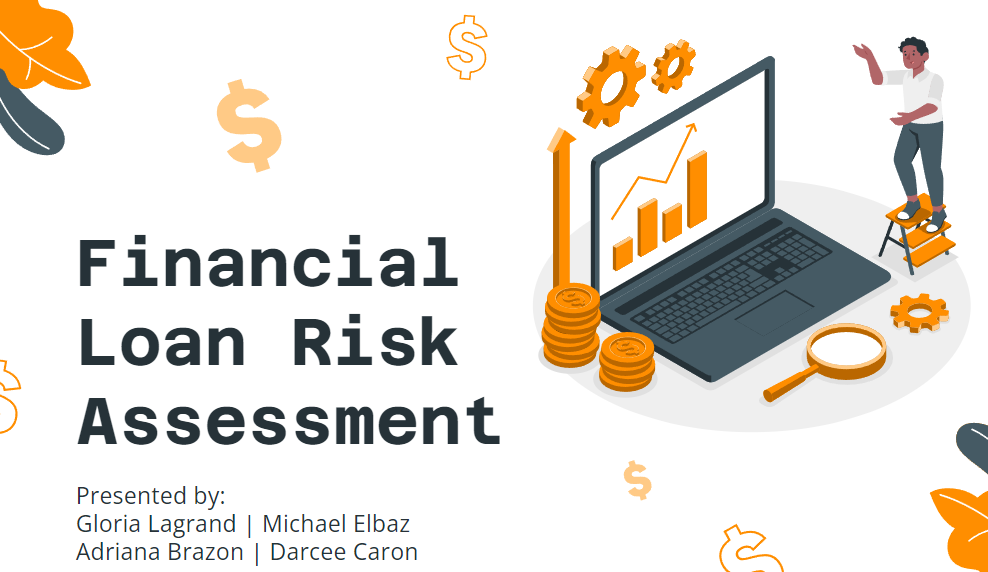 Financial
Loan Risk
Assessment
Presented by:
Gloria Lagrand | Michael Elbaz
Adriana Brazon | Darcee Caron